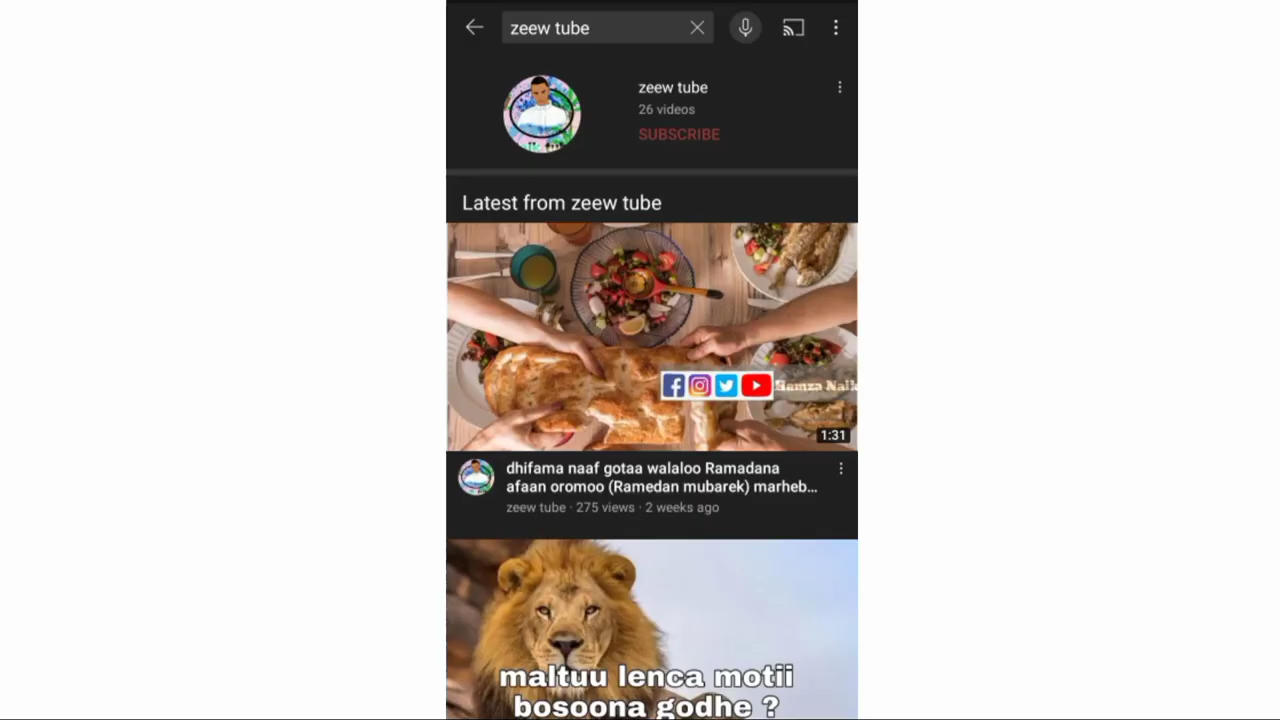 zeew tube
zeew tube
26 videos
SUBSCRIBE
Latest from zeew tube
Hamza
1:31
dhifama naaf gotaa walaloo Ramadana
afaan oromoo (Ramedan mubarek) marheb...
zeew tube · 275 views · 2 weeks ago
maltuu lenca motii
bosoona godhe ?